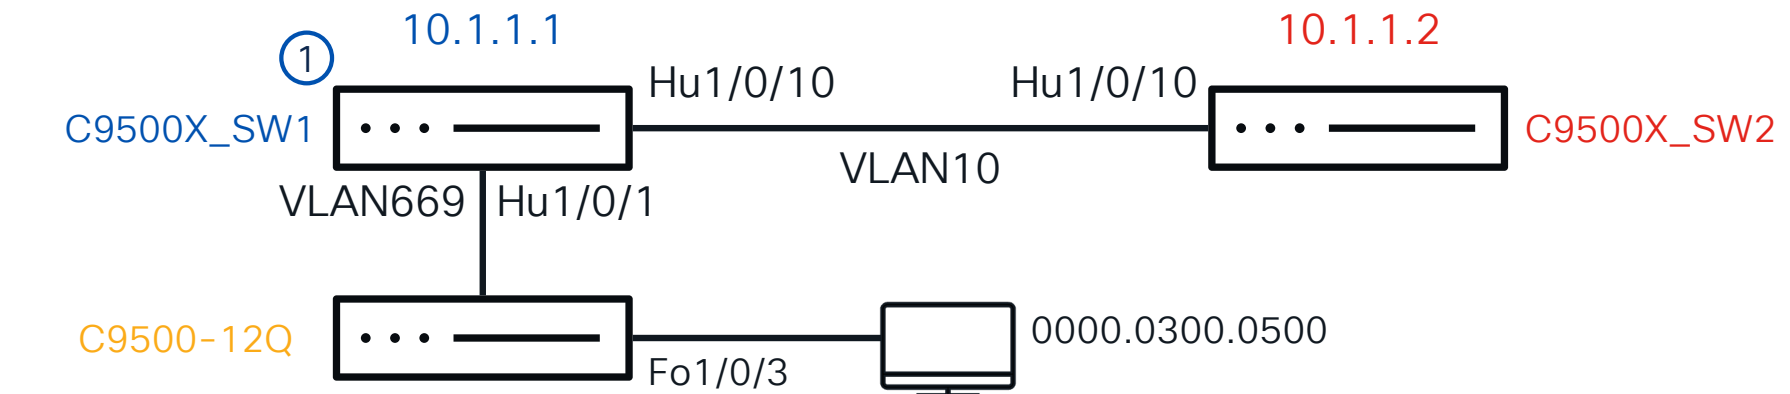 10.1.1.1
10.1.1.2
1
Hu1/0/10
Hu1/0/10
C9500X_SW1
C9500X_SW2
VLAN10
VLAN669
Hu1/0/1
C9500-12Q
0000.0300.0500
Fo1/0/3